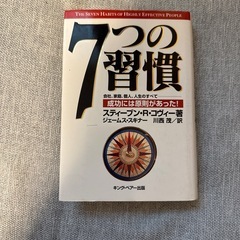 THE SEVEN HABITS OF HIGHLY EFFECTIVE PEOPLE
7つの
習慣
会社、家庭、個人、人生のすべて
成功には原則があった!
スティーブン・R・コヴィー著
ジェームス・スキナー 川西 茂/訳
キング・ベアー出版